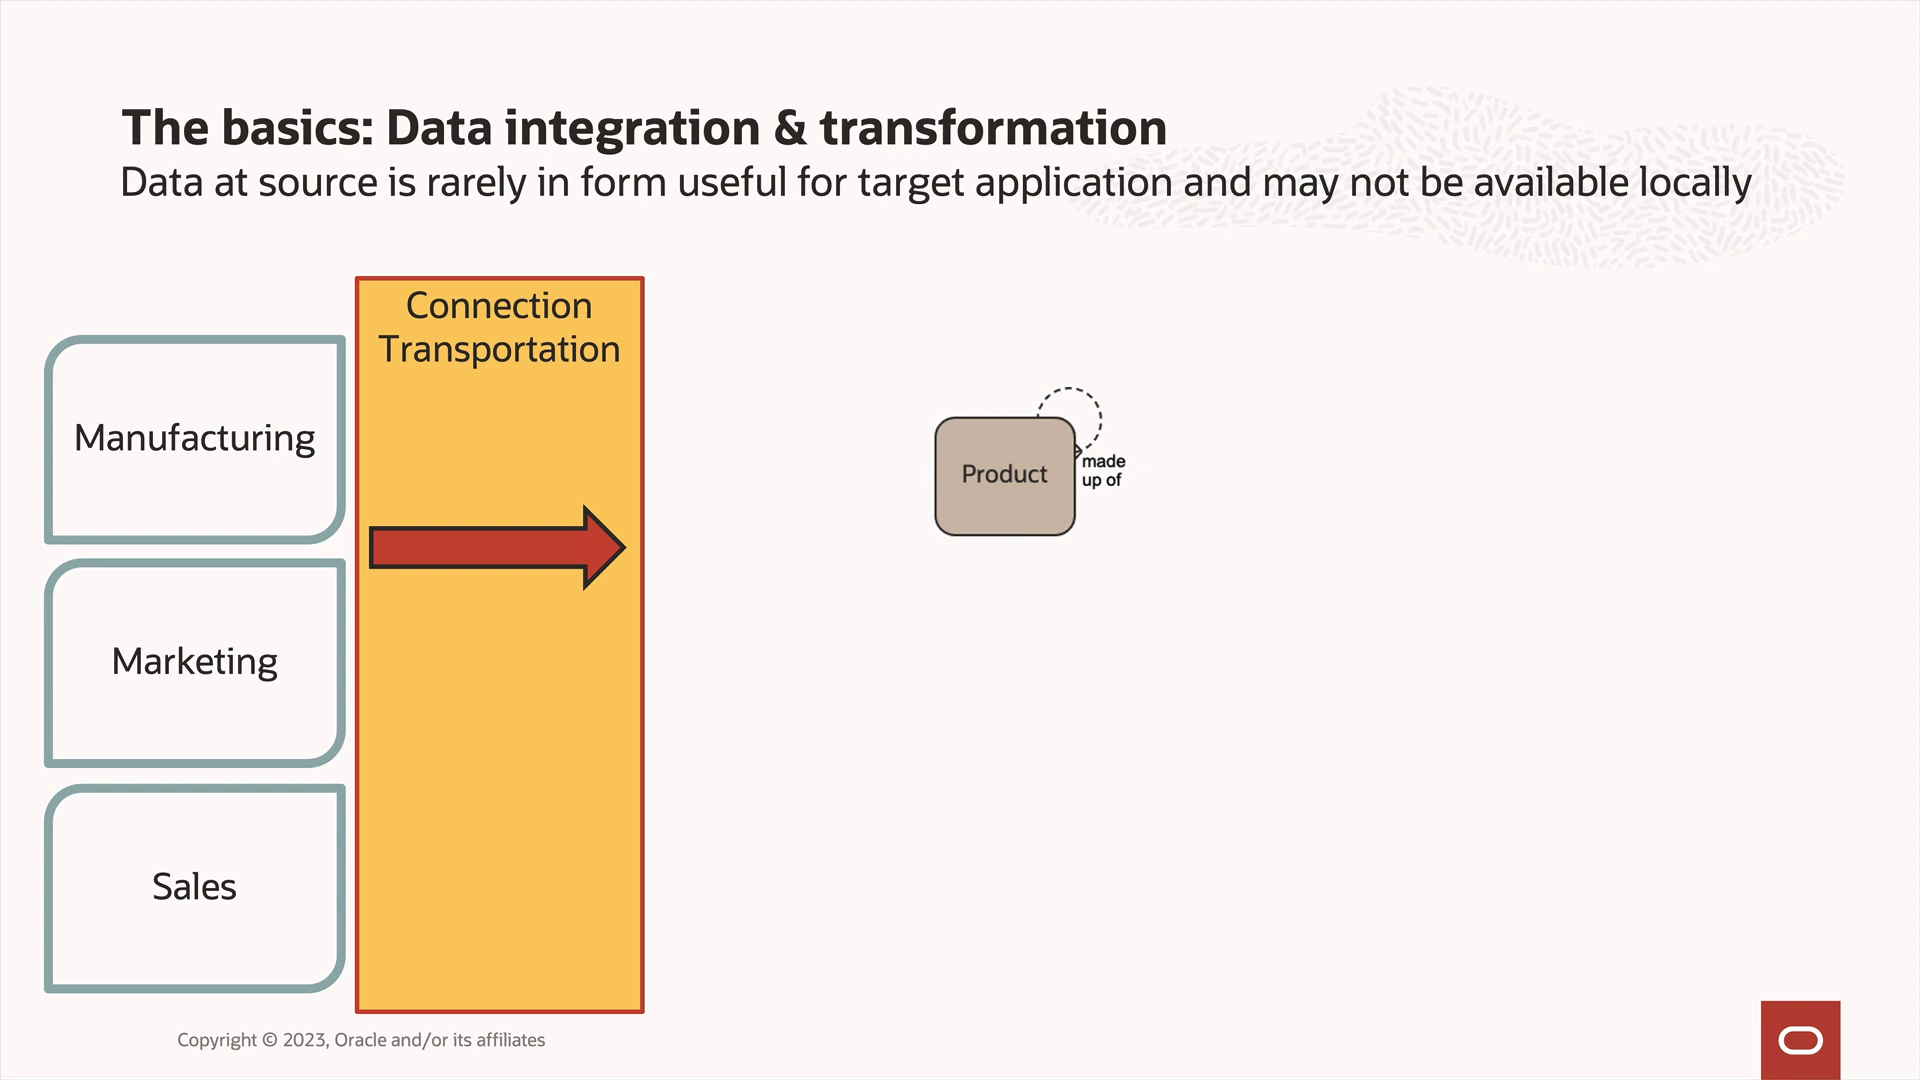 The basics: Data integration & transformation
Data at source is rarely in form useful for target application and may not be available locally
Connection
Transportation
Manufacturing
Product
made
up of
Marketing
Sales
Copyright © 2023, Oracle and/or its affiliates